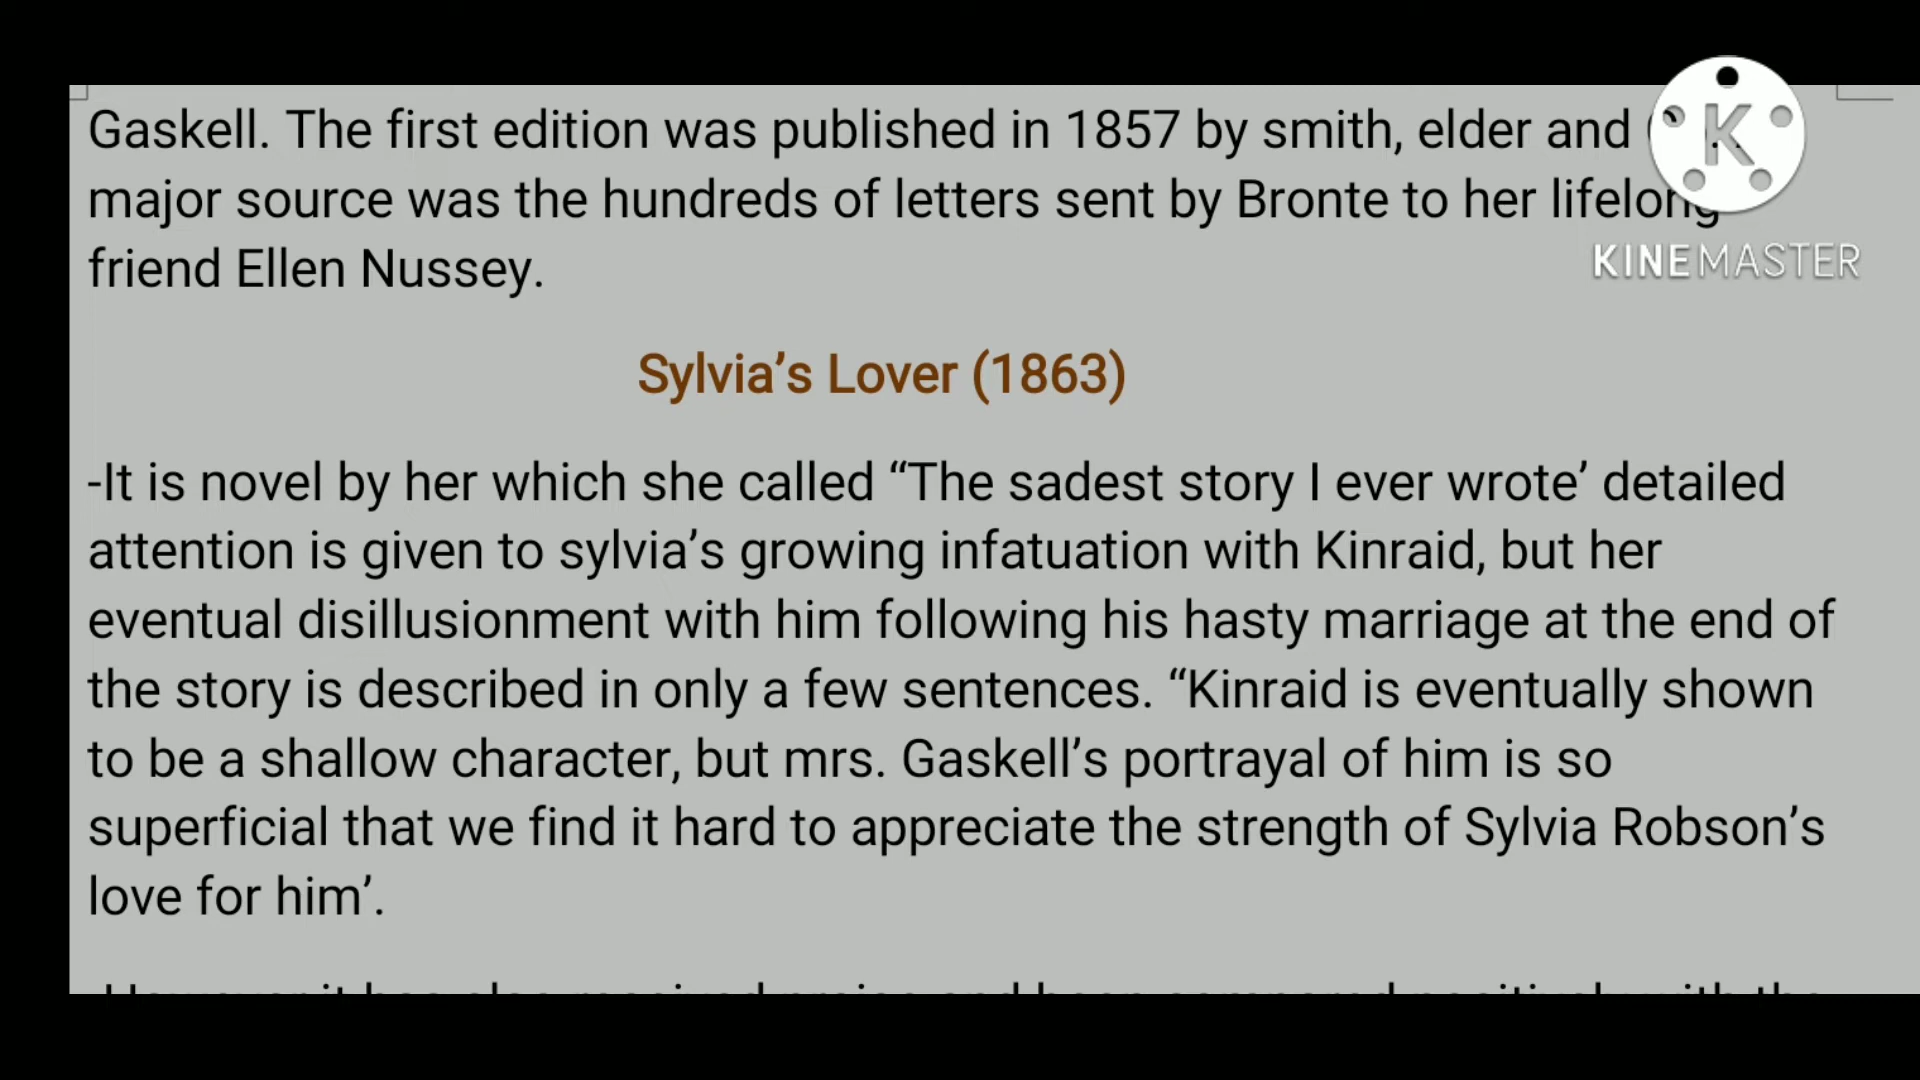 Gaskell. The first edition was published in 1857 by smith, elder and
major source was the hundreds of letters sent by Bronte to her lifelong
friend Ellen Nussey.
K
KINEMASTER
Sylvia’s Lover (1863)
-It is novel by her which she called “The sadest story I ever wrote’ detailed
attention is given to sylvia’s growing infatuation with Kinraid, but her
eventual disillusionment with him following his hasty marriage at the end of
the story is described in only a few sentences. “Kinraid is eventually shown
to be a shallow character, but mrs. Gaskell’s portrayal of him is so
superficial that we find it hard to appreciate the strength of Sylvia Robson’s
love for him’.